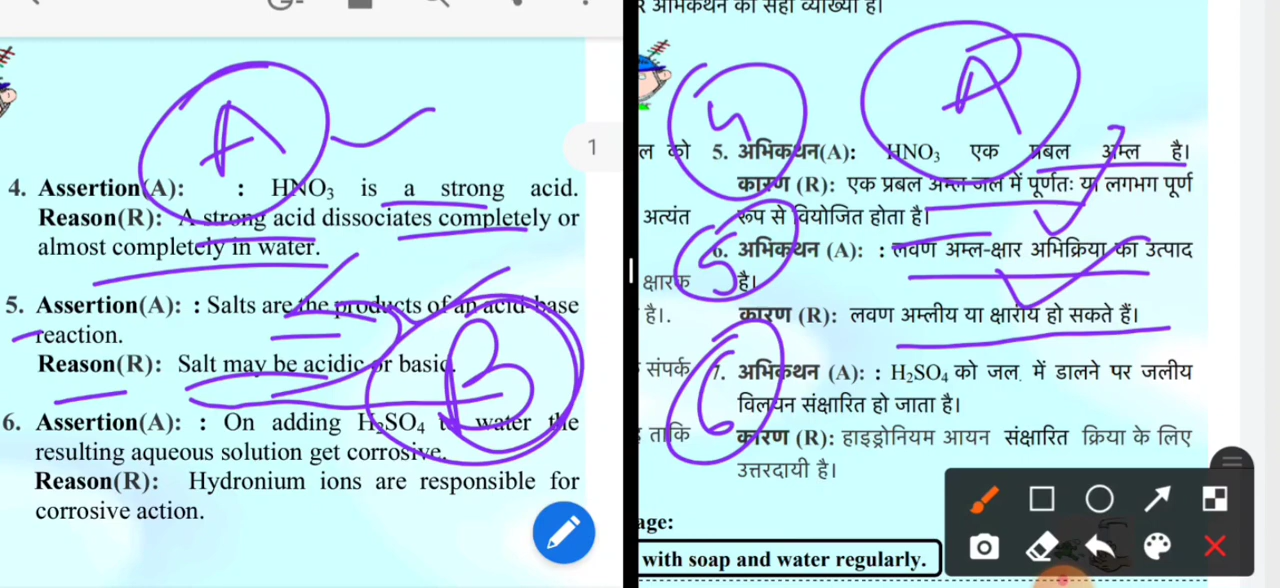 1
4. Assertion(A): : HNO₃ is a strong acid.
Reason(R): A strong acid dissociates completely or
almost completely in water.
5. Assertion(A): : Salts are the products of an acid-base
reaction.
Reason(R): Salt may be acidic or basic.
6. Assertion(A): : On adding H₂SO₄ to water the
resulting aqueous solution get corrosive.
Reason(R): Hydronium ions are responsible for
corrosive action.
A
B
र अभिकथन की सही व्याख्या है।
ल को 5. अभिकथन(A): HNO₃ एक प्रबल अम्ल है।
कारण (R): एक प्रबल अम्ल जल में पूर्णतः या लगभग पूर्ण
अत्यंत रूप से वियोजित होता है।
6. अभिकथन (A): : लवण अम्ल-क्षार अभिक्रिया का उत्पाद
क्षारक है।
है।. कारण (R): लवण अम्लीय या क्षारीय हो सकते हैं।
संपर्क 7. अभिकथन (A): : H₂SO₄ को जल में डालने पर जलीय
विलयन संक्षारित हो जाता है।
ताकि कारण (R): हाइड्रोनियम आयन संक्षारित क्रिया के लिए
उत्तरदायी है।
age:
with soap and water regularly.
4
A
5
6